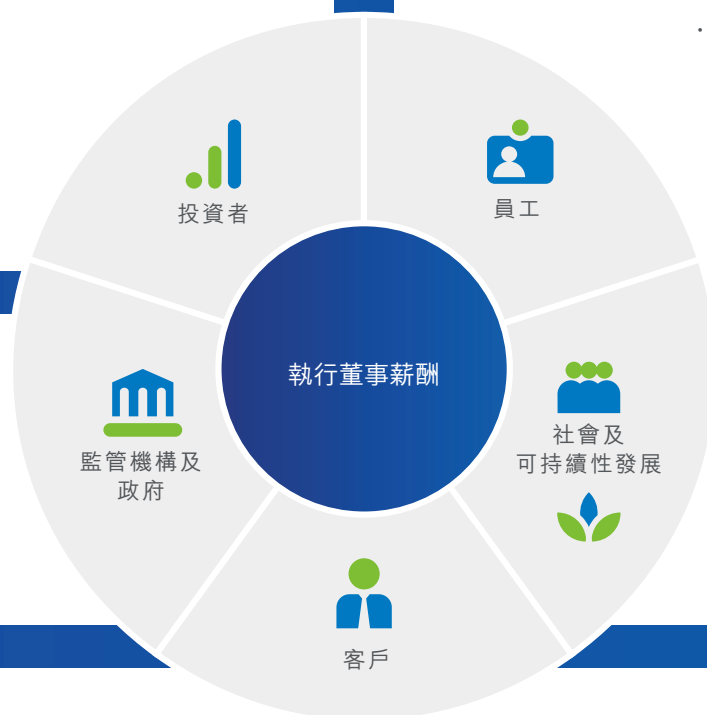 投資者
員工
執行董事薪酬
監管機構及
政府
社會及
可持續性發展
客戶